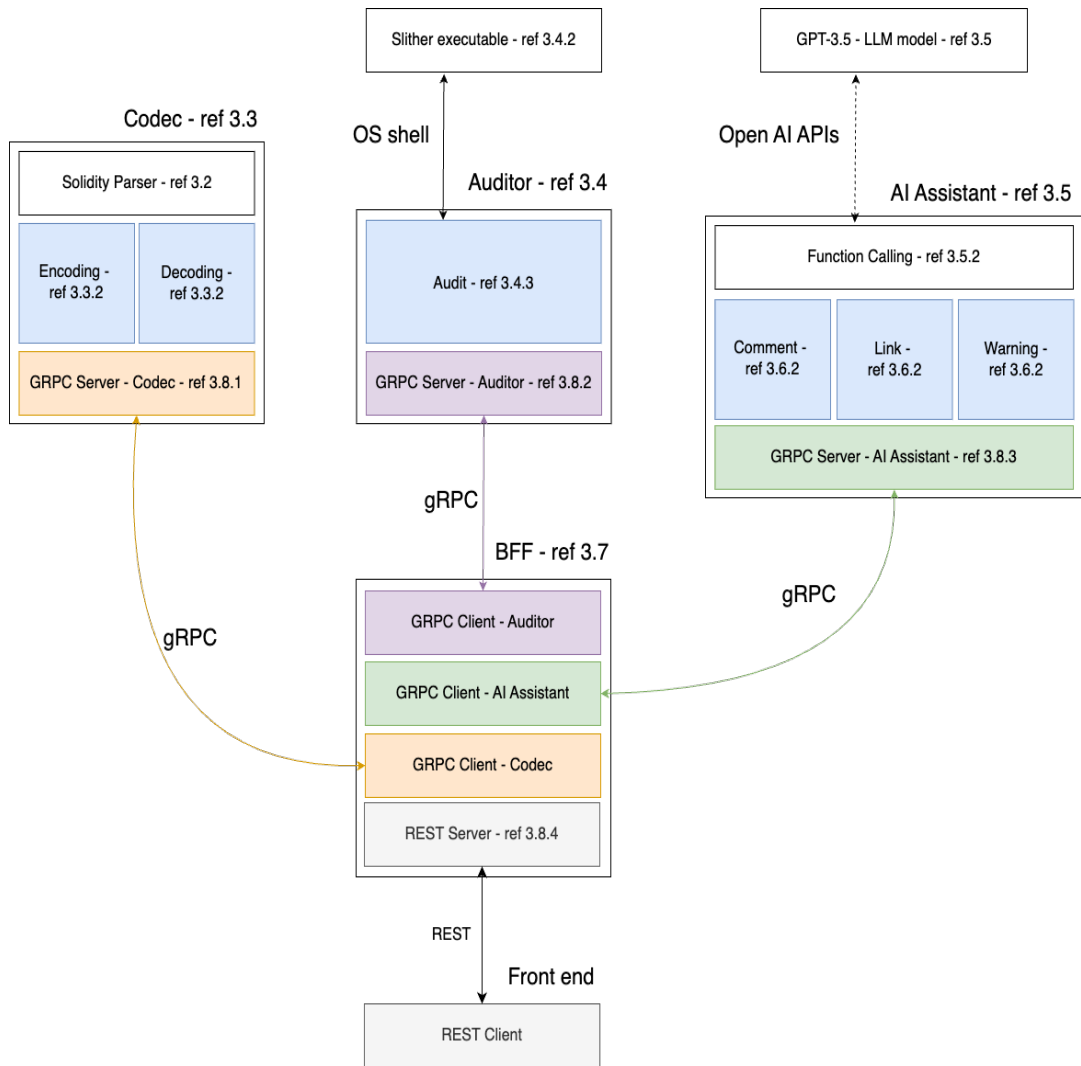 Slither executable - ref 3.4.2
GPT-3.5 - LLM model - ref 3.5
OS shell
Open AI APIs
Codec - ref 3.3
Solidity Parser - ref 3.2
Encoding -
ref 3.3.2
Decoding -
ref 3.3.2
GRPC Server - Codec - ref 3.8.1
Auditor - ref 3.4
Audit - ref 3.4.3
GRPC Server - Auditor - ref 3.8.2
AI Assistant - ref 3.5
Function Calling - ref 3.5.2
Comment -
ref 3.6.2
Link -
ref 3.6.2
Warning -
ref 3.6.2
GRPC Server - AI Assistant - ref 3.8.3
gRPC
gRPC
gRPC
BFF - ref 3.7
GRPC Client - Auditor
GRPC Client - AI Assistant
GRPC Client - Codec
REST Server - ref 3.8.4
REST
Front end
REST Client